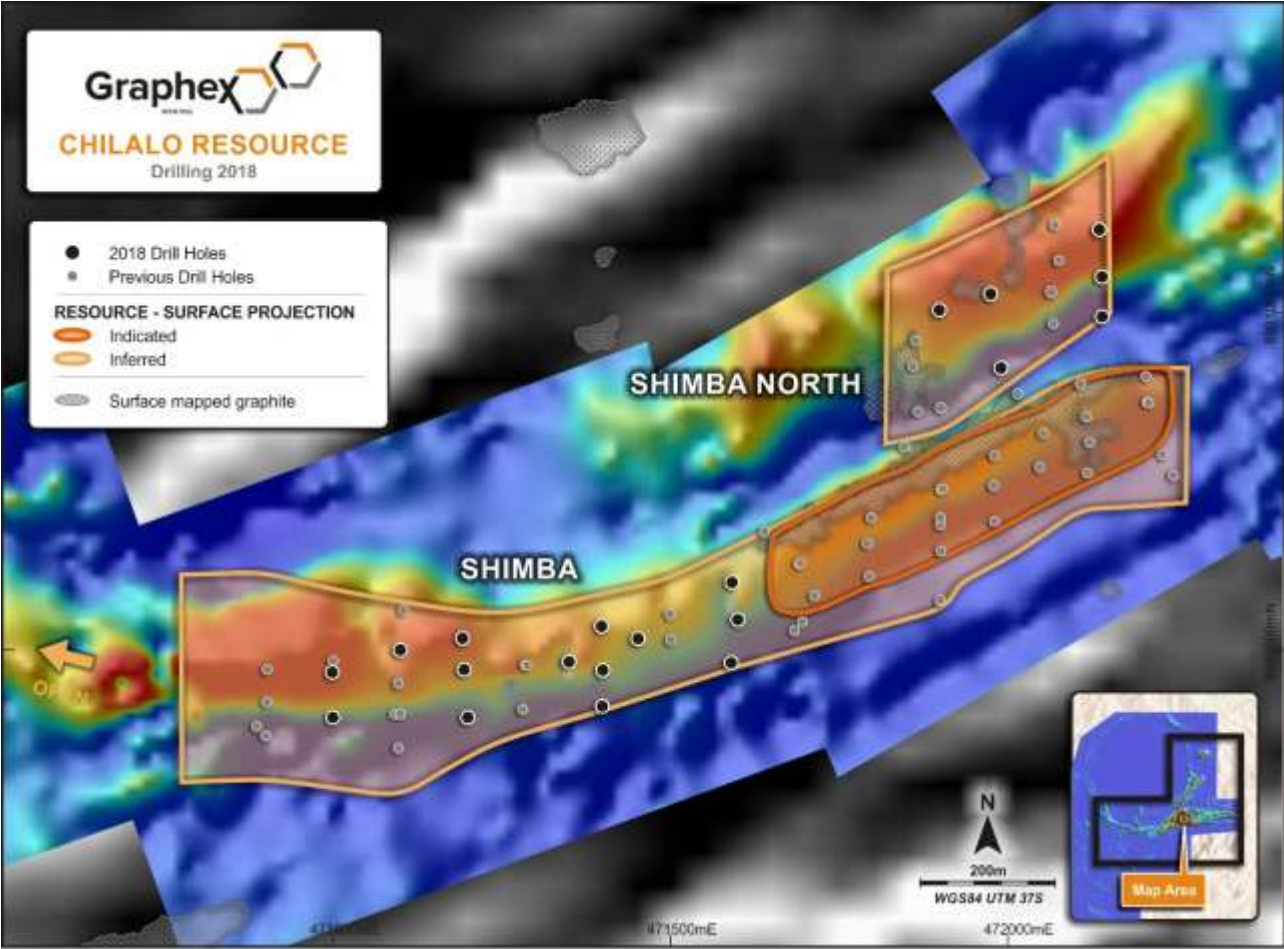 Graphex
CHILALO RESOURCE
Drilling 2018
2018 Drill Holes
Previous Drill Holes
RESOURCE - SURFACE PROJECTION
Indicated
Inferred
Surface mapped graphite
SHIMBA NORTH
SHIMBA
OPEN
N
200m
WGS84 UTM 37S
Map Area
471500mE
472000mE